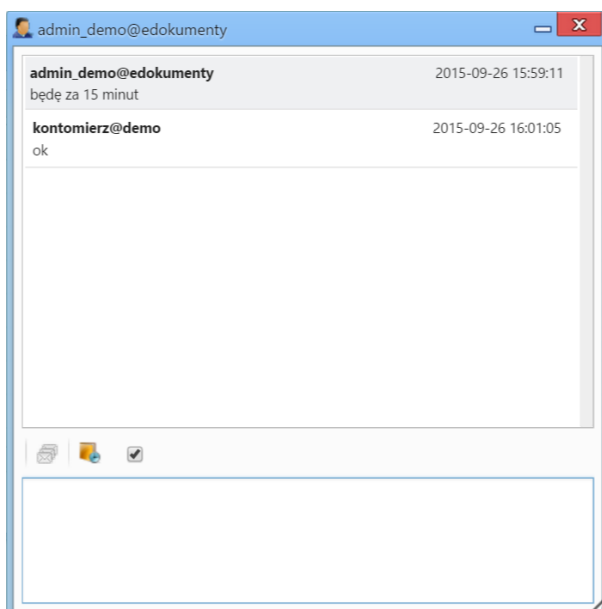 admin_demo@edokumenty
admin_demo@edokumenty 2015-09-26 15:59:11
będę za 15 minut
kontomierz@demo 2015-09-26 16:01:05
ok